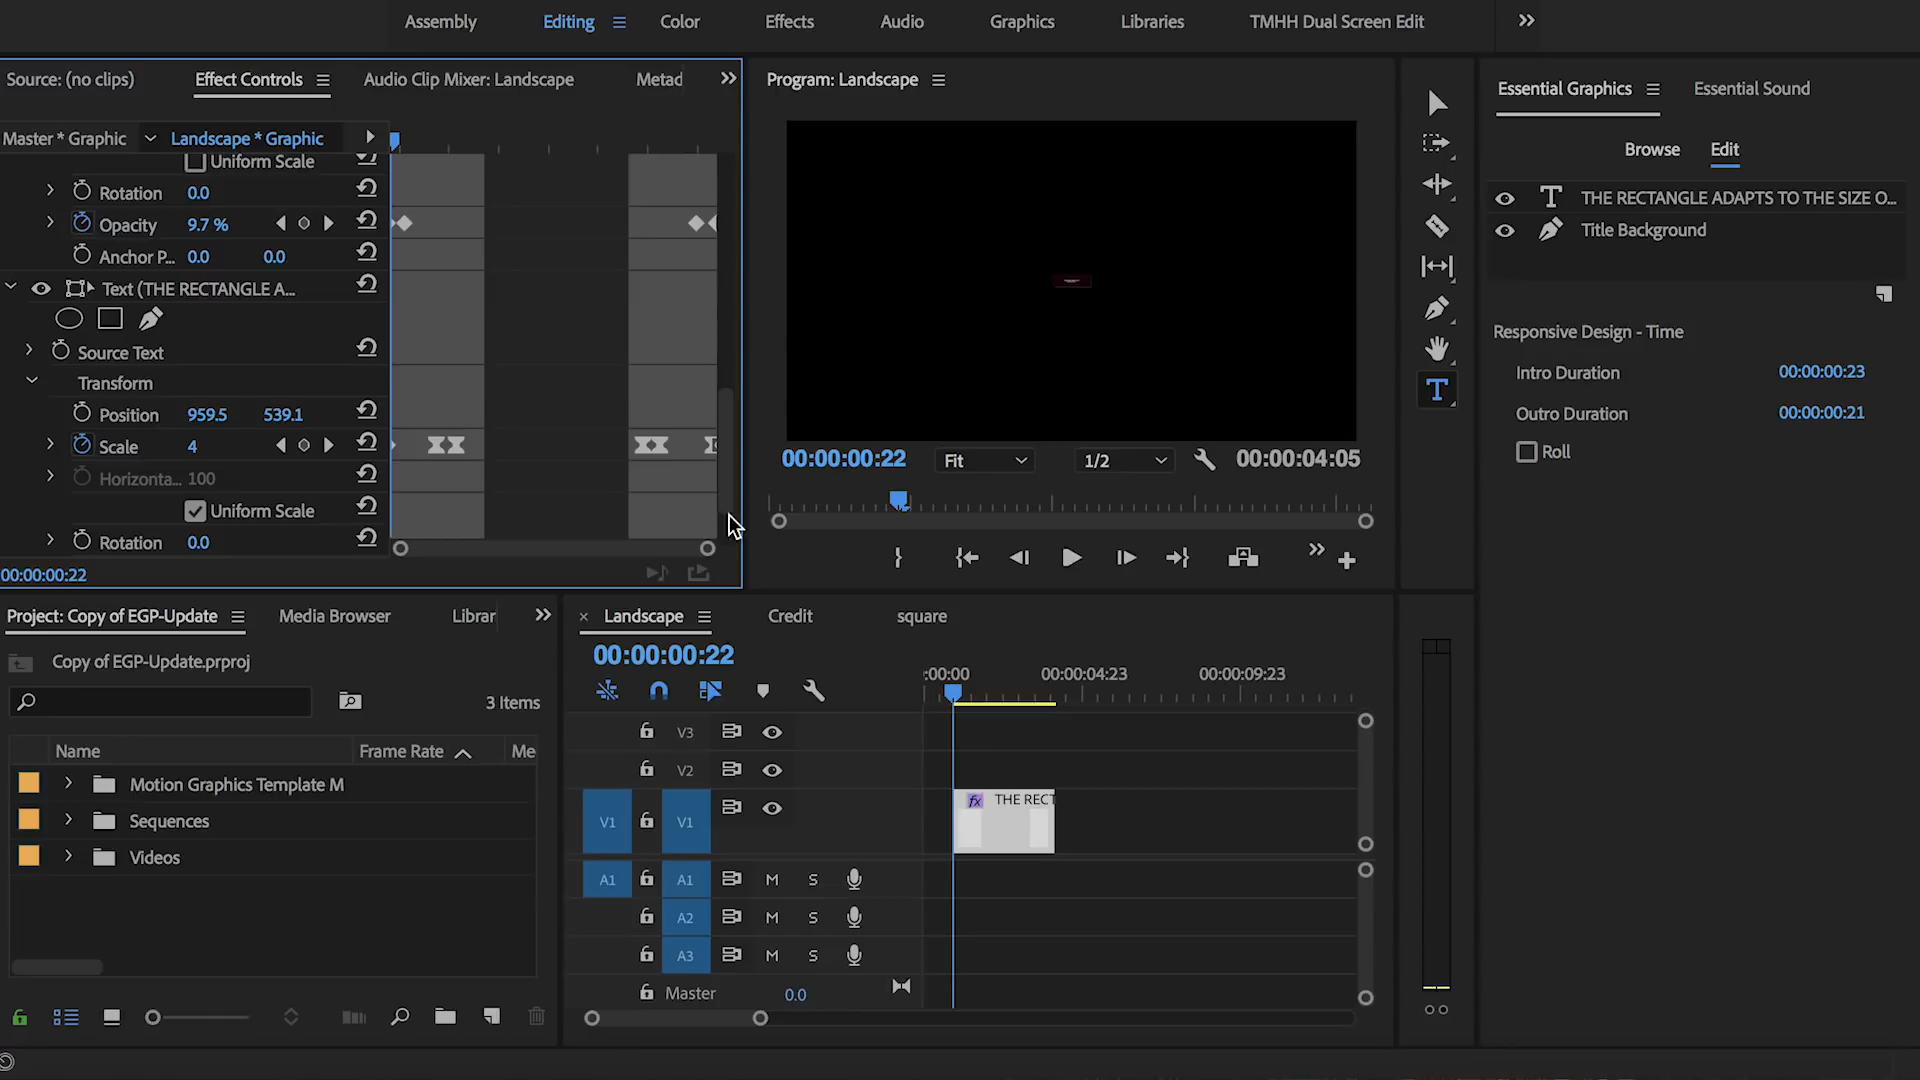 Assembly Editing Color Effects Audio Graphics Libraries TMHH Dual Screen Edit
Source: (no clips) Effect Controls Audio Clip Mixer: Landscape Metad
Master * Graphic Landscape * Graphic
Uniform Scale
Rotation 0.0
Opacity 9.7 %
Anchor P... 0.0 0.0
Text (THE RECTANGLE A...
Source Text
Transform
Position 959.5 539.1
Scale 4
Horizonta... 100
Uniform Scale
Rotation 0.0
00:00:00:22
Program: Landscape
00:00:00:22 Fit 1/2 00:00:04:05
Essential Graphics Essential Sound
Browse Edit
T THE RECTANGLE ADAPTS TO THE SIZE O...
Title Background
Responsive Design - Time
Intro Duration 00:00:00:23
Outro Duration 00:00:00:21
Roll
T
Project: Copy of EGP-Update Media Browser Librar
Copy of EGP-Update.prproj
3 Items
Name Frame Rate Me
Motion Graphics Template M
Sequences
Videos
Landscape Credit square
00:00:00:22
:00:00 00:00:04:23 00:00:09:23
V3
V2
V1 V1
fx THE RECT
A1 A1 M S
A2 M S
A3 M S
Master 0.0